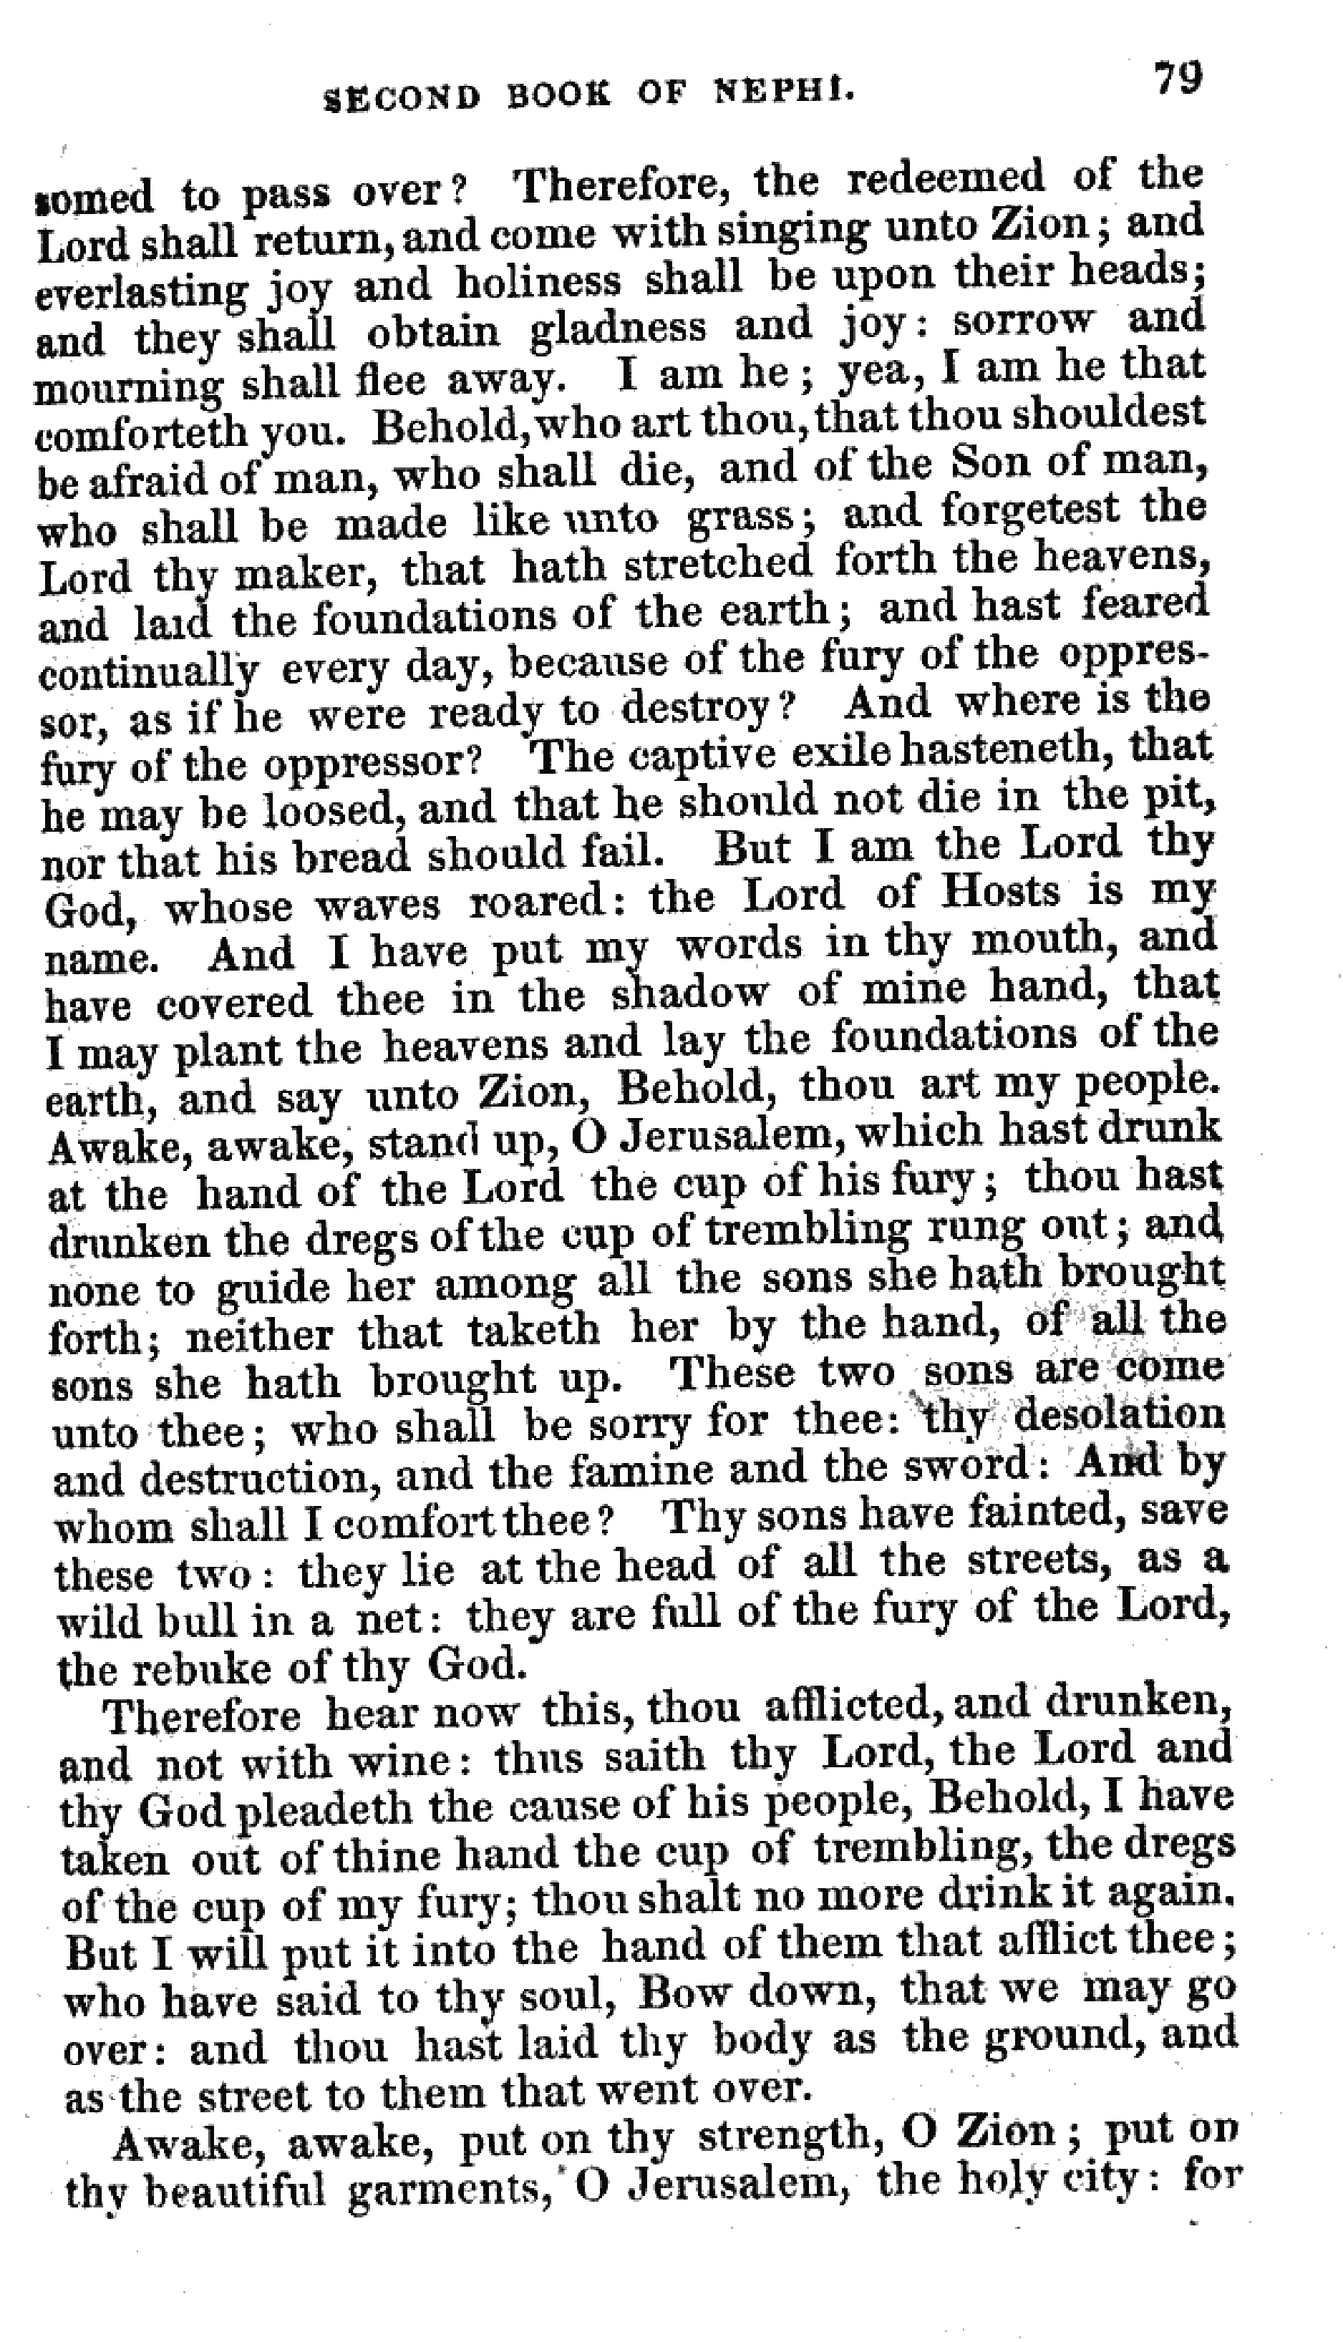 SECOND BOOK OF NEPHI. 79
somed to pass over? Therefore, the redeemed of the
Lord shall return, and come with singing unto Zion; and
everlasting joy and holiness shall be upon their heads;
and they shall obtain gladness and joy: sorrow and
mourning shall flee away. I am he; yea, I am he that
comforteth you. Behold, who art thou, that thou shouldest
be afraid of man, who shall die, and of the Son of man,
who shall be made like unto grass; and forgetest the
Lord thy maker, that hath stretched forth the heavens,
and laid the foundations of the earth; and hast feared
continually every day, because of the fury of the oppres-
sor, as if he were ready to destroy? And where is the
fury of the oppressor? The captive exile hasteneth, that
he may be loosed, and that he should not die in the pit,
nor that his bread should fail. But I am the Lord thy
God, whose waves roared: the Lord of Hosts is my
name. And I have put my words in thy mouth, and
have covered thee in the shadow of mine hand, that
I may plant the heavens and lay the foundations of the
earth, and say unto Zion, Behold, thou art my people.
Awake, awake, stand up, O Jerusalem, which hast drunk
at the hand of the Lord the cup of his fury; thou hast
drunken the dregs of the cup of trembling rung out; and
none to guide her among all the sons she hath brought
forth; neither that taketh her by the hand, of all the
sons she hath brought up. These two sons are come
unto thee; who shall be sorry for thee: thy desolation
and destruction, and the famine and the sword: And by
whom shall I comfort thee? Thy sons have fainted, save
these two: they lie at the head of all the streets, as a
wild bull in a net: they are full of the fury of the Lord,
the rebuke of thy God.
Therefore hear now this, thou afflicted, and drunken,
and not with wine: thus saith thy Lord, the Lord and
thy God pleadeth the cause of his people, Behold, I have
taken out of thine hand the cup of trembling, the dregs
of the cup of my fury; thou shalt no more drink it again.
But I will put it into the hand of them that afflict thee;
who have said to thy soul, Bow down, that we may go
over: and thou hast laid thy body as the ground, and
as the street to them that went over.
Awake, awake, put on thy strength, O Zion; put on
thy beautiful garments, O Jerusalem, the holy city: for